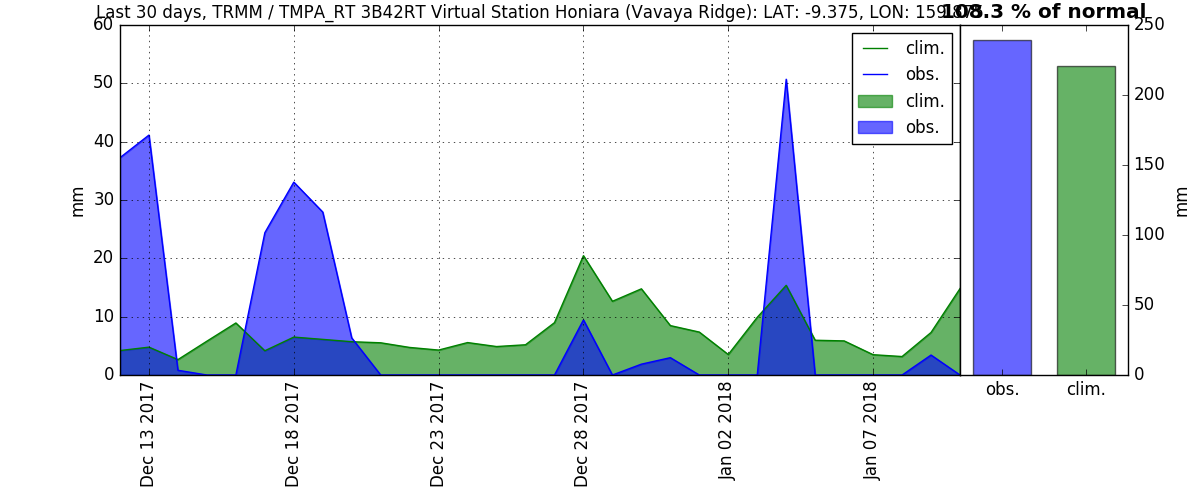 Last 30 days, TRMM / TMPA_RT 3B42RT Virtual Station Honiara (Vavaya Ridge): LAT: -9.375, LON:
108.3 % of normal
60
50
40
30
20
10
0
mm
clim.
obs.
clim.
obs.
250
200
150
100
50
0
mm
obs.
clim.
Dec 13 2017
Dec 18 2017
Dec 23 2017
Dec 28 2017
Jan 02 2018
Jan 07 2018